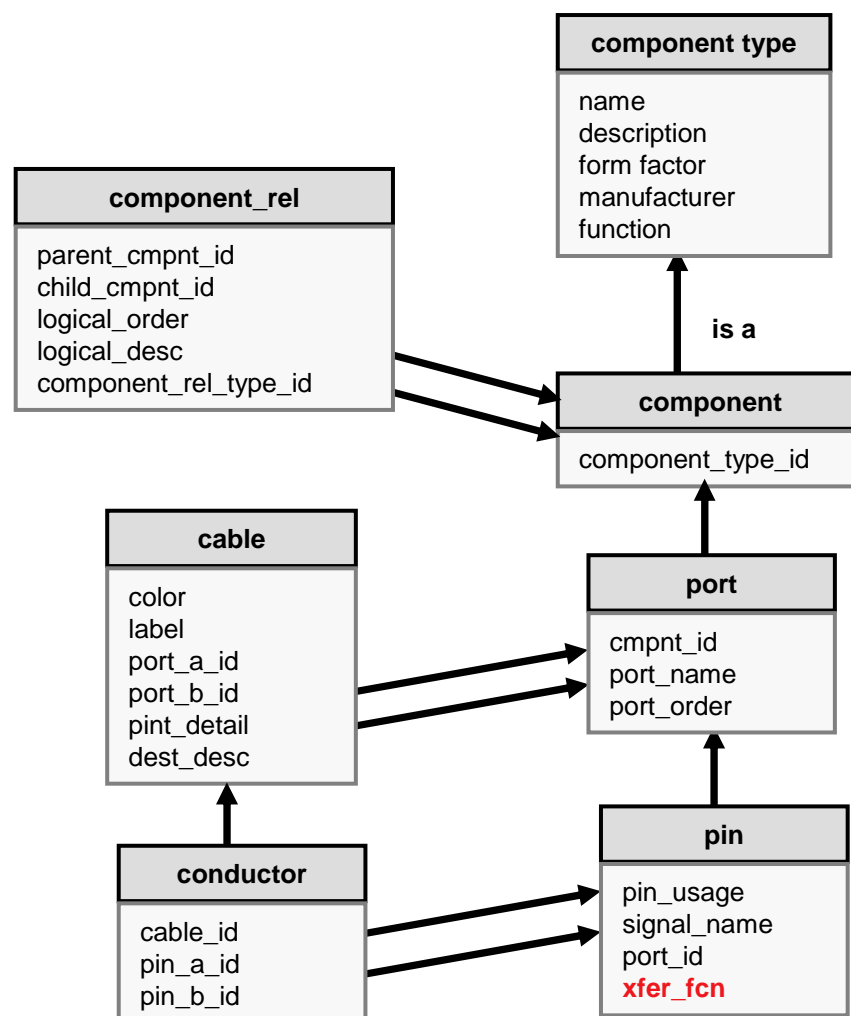 component type
name
description
form factor
manufacturer
function
component_rel
parent_cmpnt_id
child_cmpnt_id
logical_order
logical_desc
component_rel_type_id
is a
component
component_type_id
cable
color
label
port_a_id
port_b_id
pint_detail
dest_desc
port
cmpnt_id
port_name
port_order
conductor
cable_id
pin_a_id
pin_b_id
pin
pin_usage
signal_name
port_id
xfer_fcn